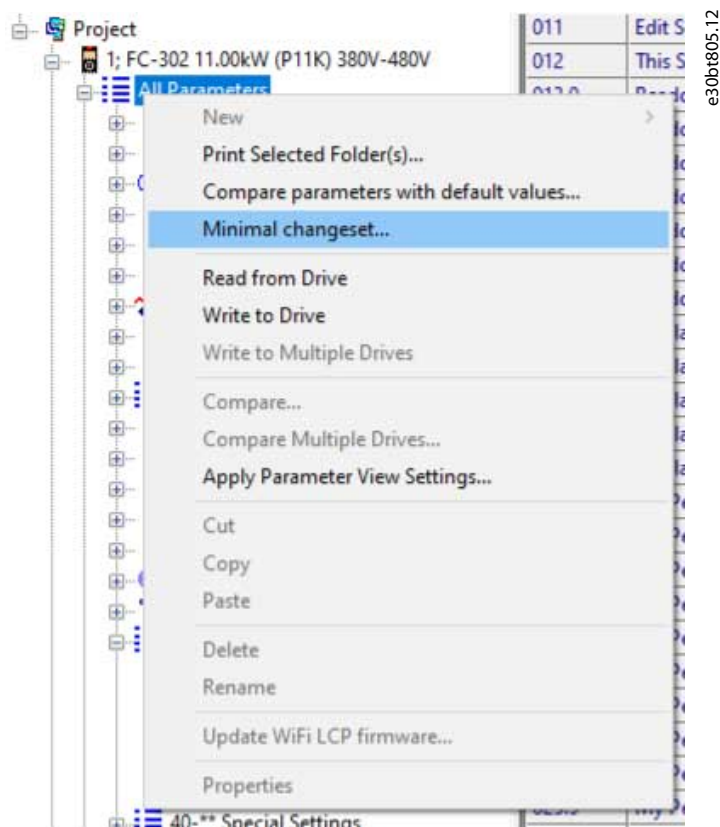 Project
1; FC-302 11.00kW (P11K) 380V-480V
All Parameters
New
Print Selected Folder(s)...
Compare parameters with default values...
Minimal changeset...
Read from Drive
Write to Drive
Write to Multiple Drives
Compare...
Compare Multiple Drives...
Apply Parameter View Settings...
Cut
Copy
Paste
Delete
Rename
Update WiFi LCP firmware...
Properties
40-** Special Settings
011 Edit S
012 This S
e30bt805.12